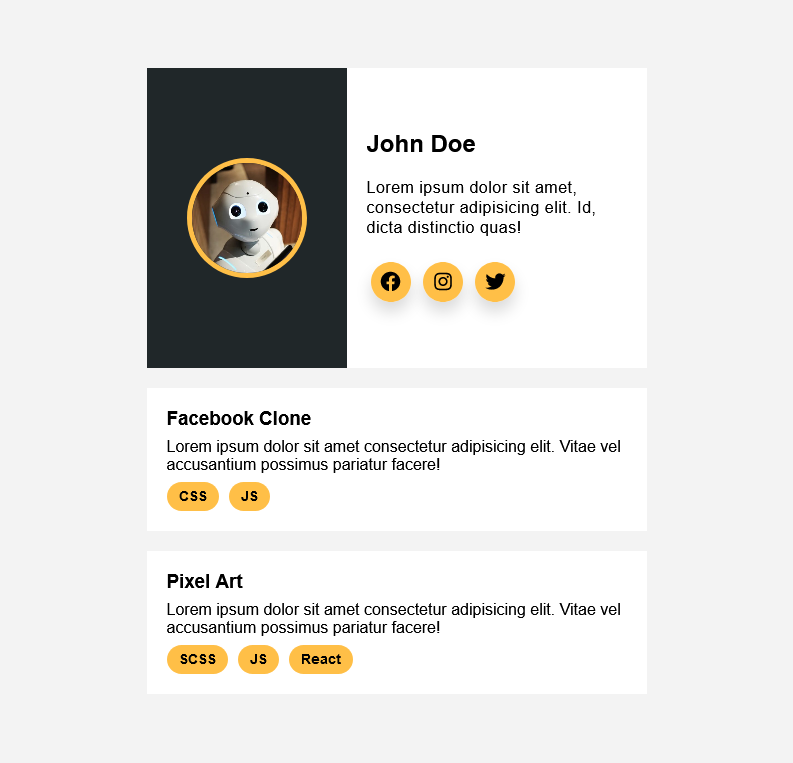 John Doe
Lorem ipsum dolor sit amet,
consectetur adipisicing elit. Id,
dicta distinctio quas!
Facebook Clone
Lorem ipsum dolor sit amet consectetur adipisicing elit. Vitae vel
accusantium possimus pariatur facere!
CSS JS
Pixel Art
Lorem ipsum dolor sit amet consectetur adipisicing elit. Vitae vel
accusantium possimus pariatur facere!
SCSS JS React